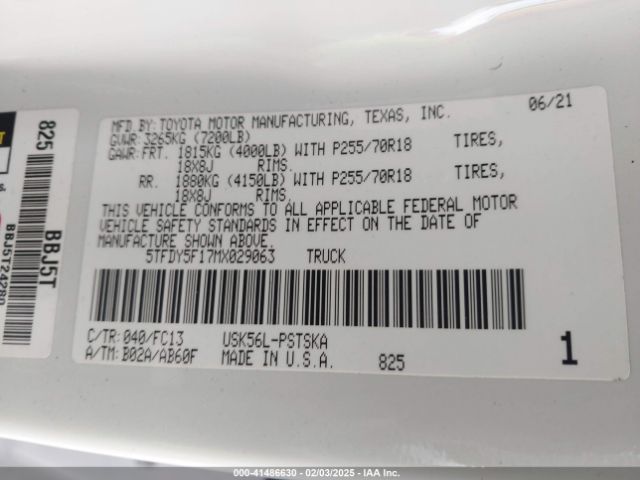 MFD.BY:TOYOTA MOTOR MANUFACTURING, TEXAS, INC. 06/21
GVWR:3265KG (7200LB)
GAWR:FRT. 1815KG (4000LB) WITH P255/70R18 TIRES,
18X8J RIMS.
RR. 1880KG (4150LB) WITH P255/70R18 TIRES,
18X8J RIMS.
THIS VEHICLE CONFORMS TO ALL APPLICABLE FEDERAL MOTOR
VEHICLE SAFETY STANDARDS IN EFFECT ON THE DATE OF
MANUFACTURE SHOWN ABOVE.
5TFDY5F17MX029063 TRUCK
C/TR:040/FC13 USK56L-PSTSKA
A/TM:B02A/AB60F MADE IN U.S.A. 825 1
825
BBJ5T
BBJ5T24280
000-41486630 - 02/03/2025 - IAA Inc.